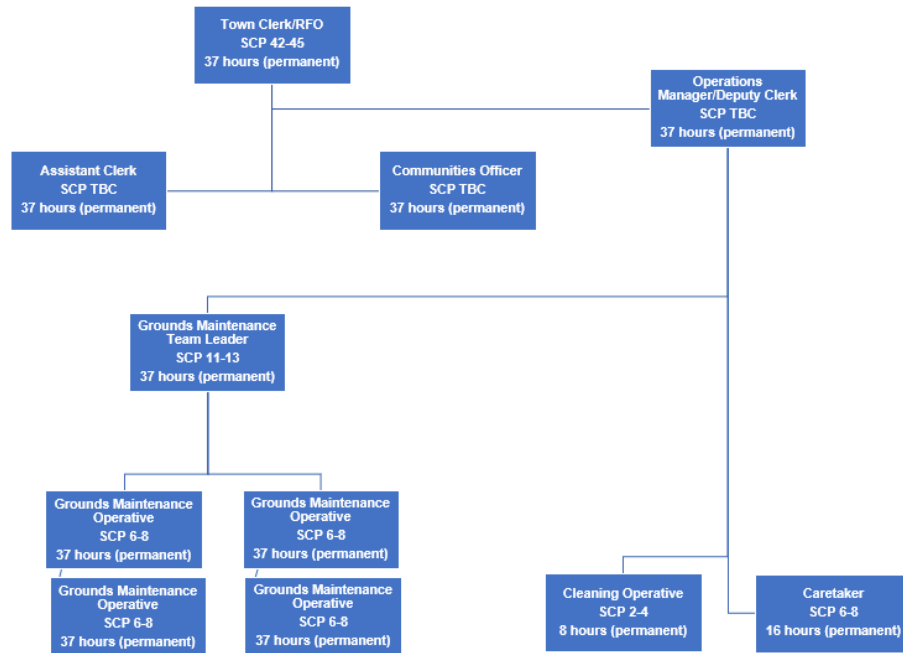 Town Clerk/RFO
SCP 42-45
37 hours (permanent)
Operations
Manager/Deputy Clerk
SCP TBC
37 hours (permanent)
Assistant Clerk
SCP TBC
37 hours (permanent)
Communities Officer
SCP TBC
37 hours (permanent)
Grounds Maintenance
Team Leader
SCP 11-13
37 hours (permanent)
Grounds Maintenance
Operative
SCP 6-8
37 hours (permanent)
Grounds Maintenance
Operative
SCP 6-8
37 hours (permanent)
Grounds Maintenance
Operative
SCP 6-8
37 hours (permanent)
Grounds Maintenance
Operative
SCP 6-8
37 hours (permanent)
Cleaning Operative
SCP 2-4
8 hours (permanent)
Caretaker
SCP 6-8
16 hours (permanent)